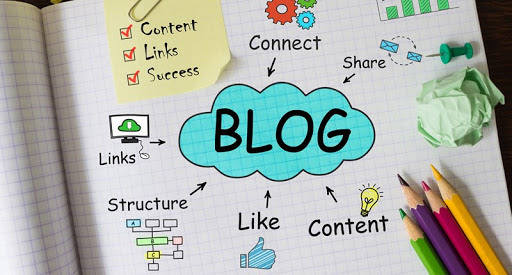 Content
Links
Success
Connect
Share
BLOG
Links
Structure
Like
Content
A
B
C